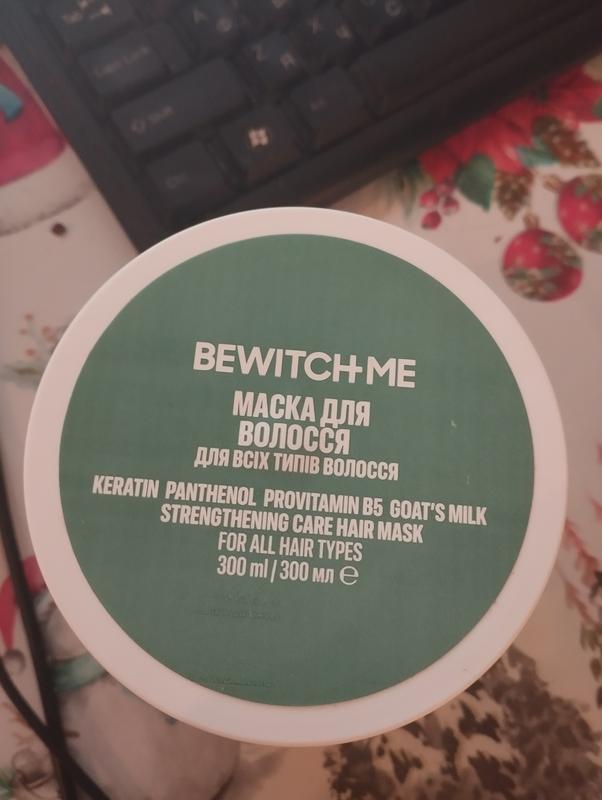 BEWITCH ME
МАСКА ДЛЯ
ВОЛОССЯ
ДЛЯ ВСІХ ТИПІВ ВОЛОССЯ
KERATIN PANTHENOL PROVITAMIN B5 GOAT'S MILK
STRENGTHENING CARE HAIR MASK
FOR ALL HAIR TYPES
300 ml / 300 мл ℮